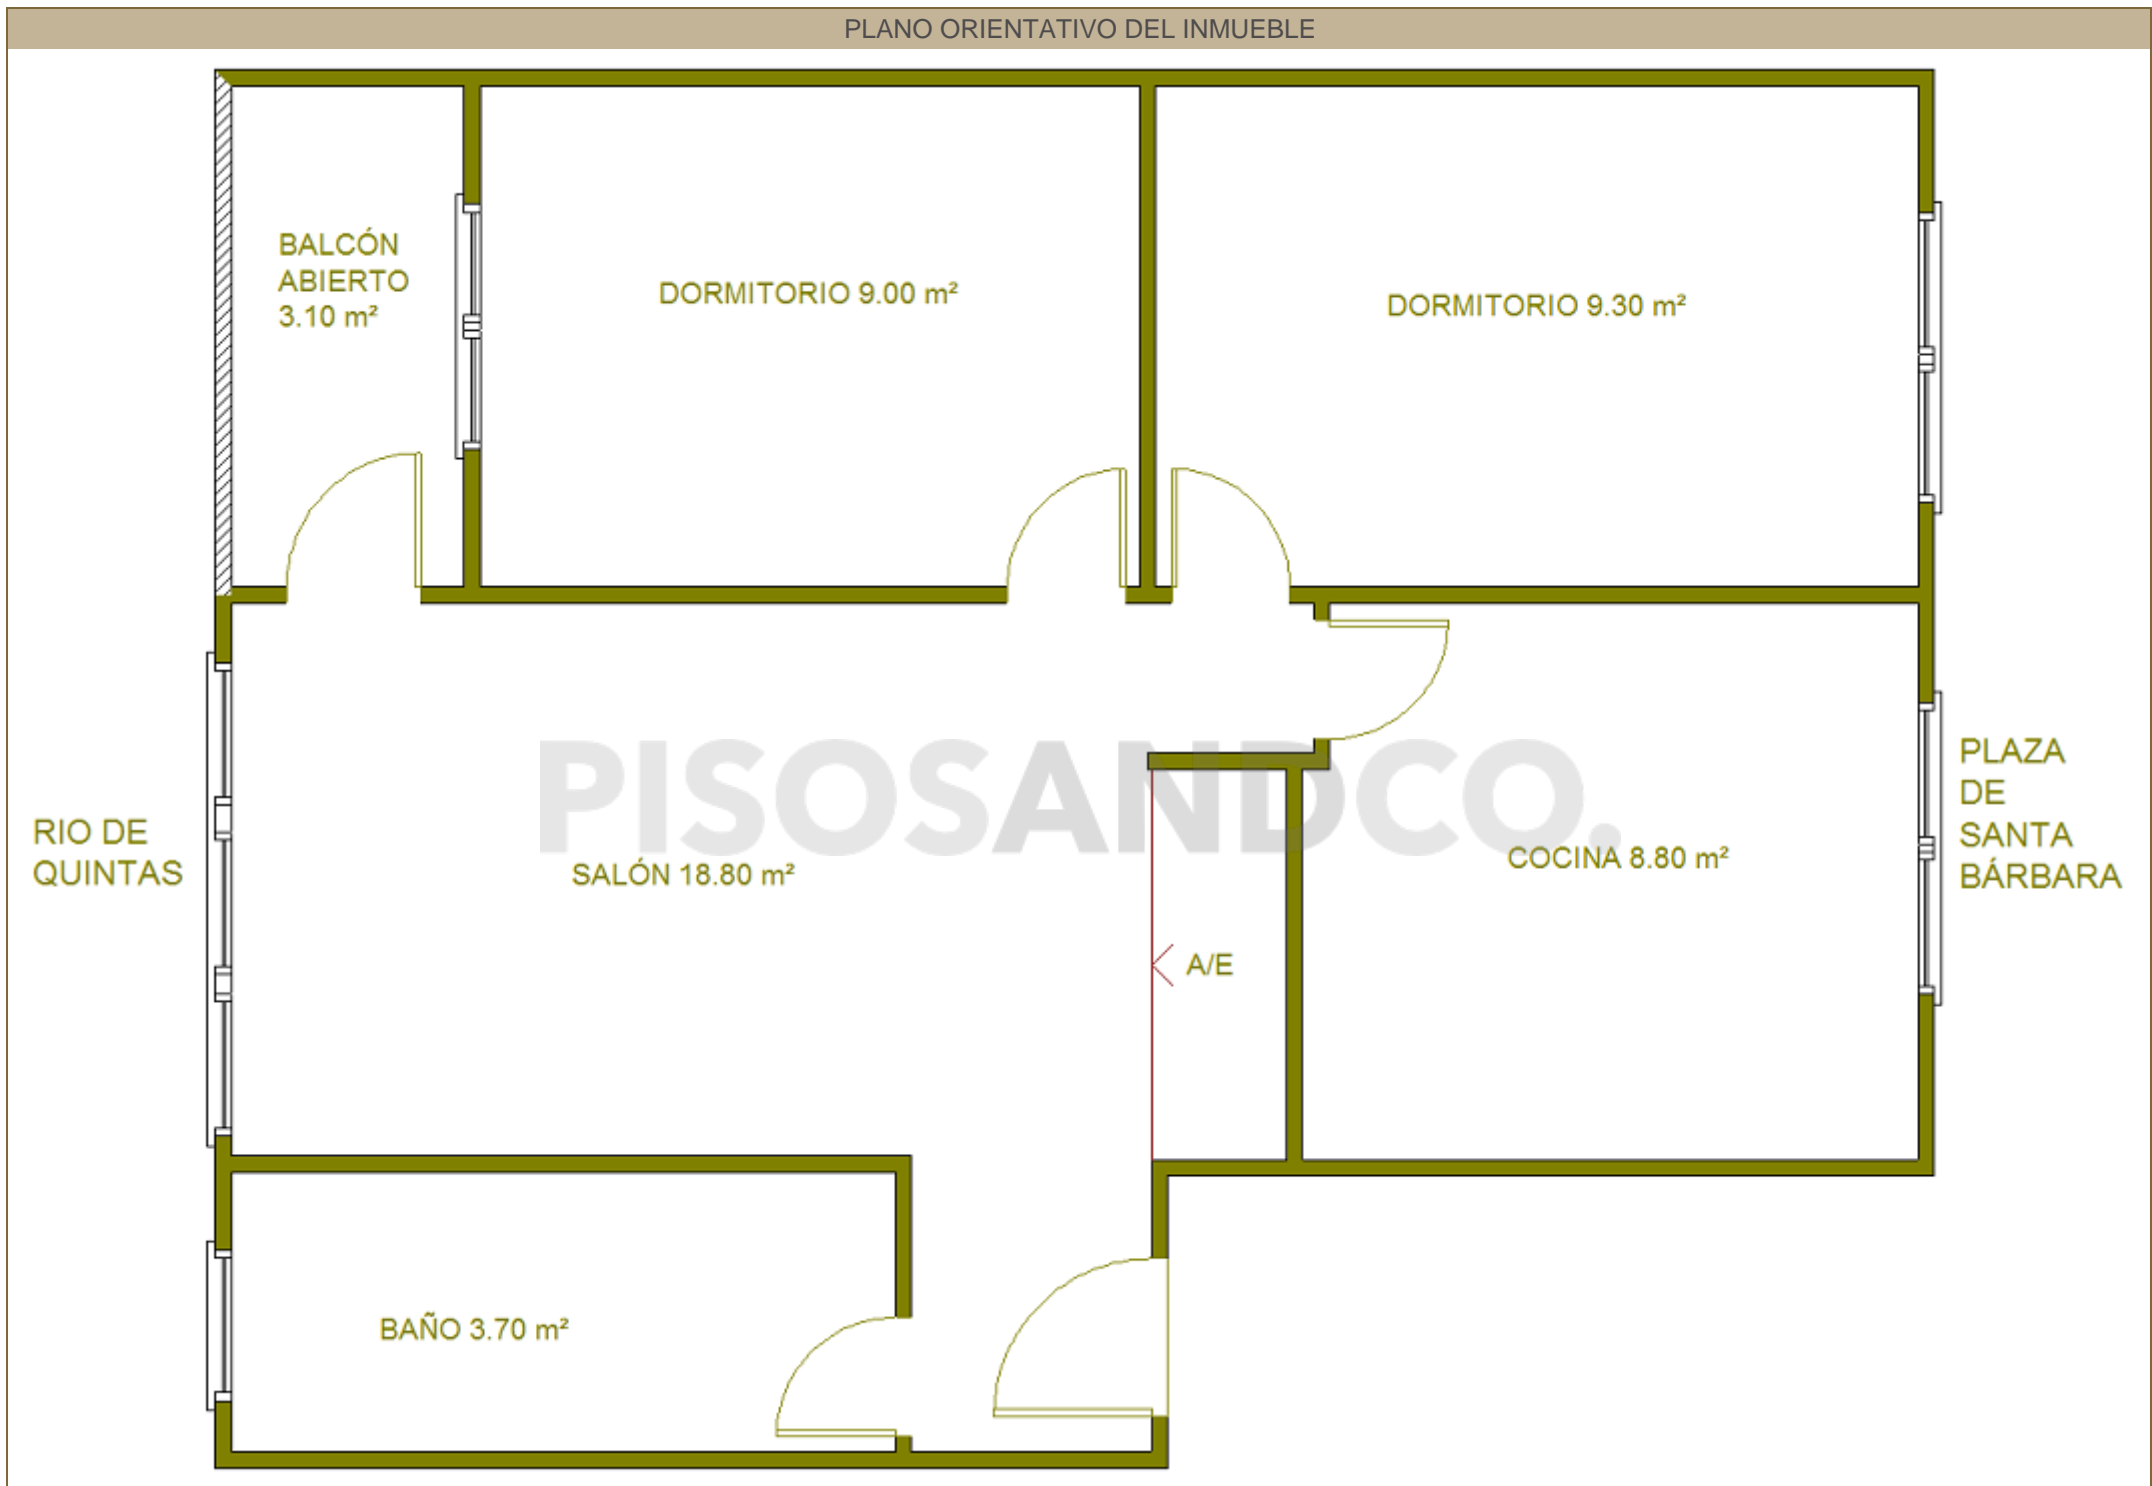 PLANO ORIENTATIVO DEL INMUEBLE
BALCÓN
ABIERTO
3.10 m²
DORMITORIO 9.00 m²
DORMITORIO 9.30 m²
PISOSANDCO.
RIO DE
QUINTAS
SALÓN 18.80 m²
COCINA 8.80 m²
PLAZA
DE
SANTA
BÁRBARA
A/E
BAÑO 3.70 m²